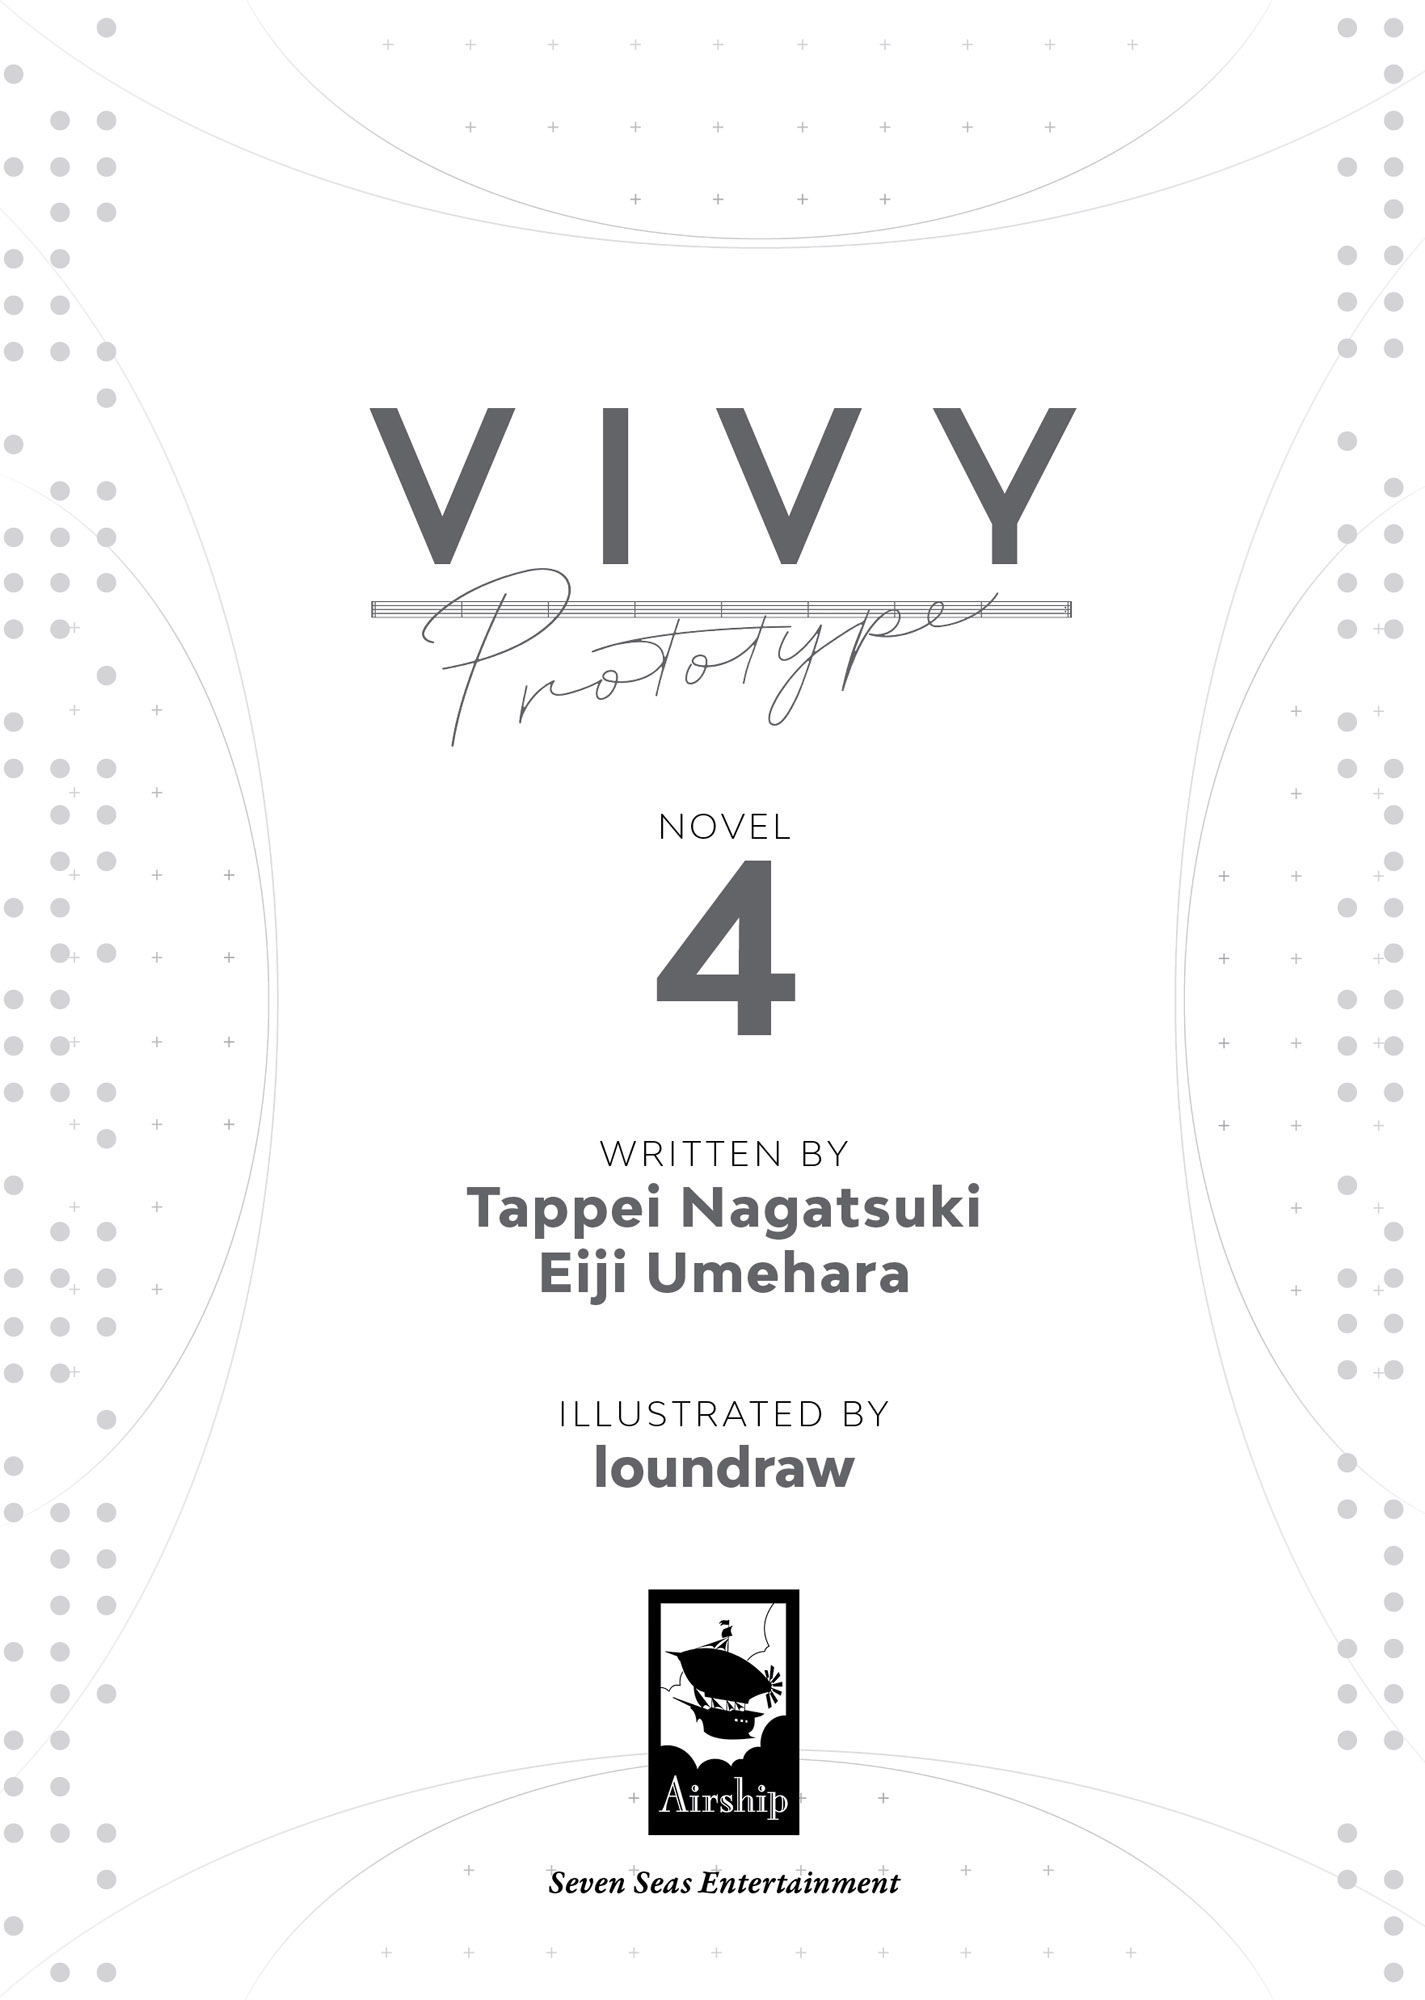 VIVY
Prototype
NOVEL
4
WRITTEN BY
Tappei Nagatsuki
Eiji Umehara
ILLUSTRATED BY
loundraw
Airship
Seven Seas Entertainment